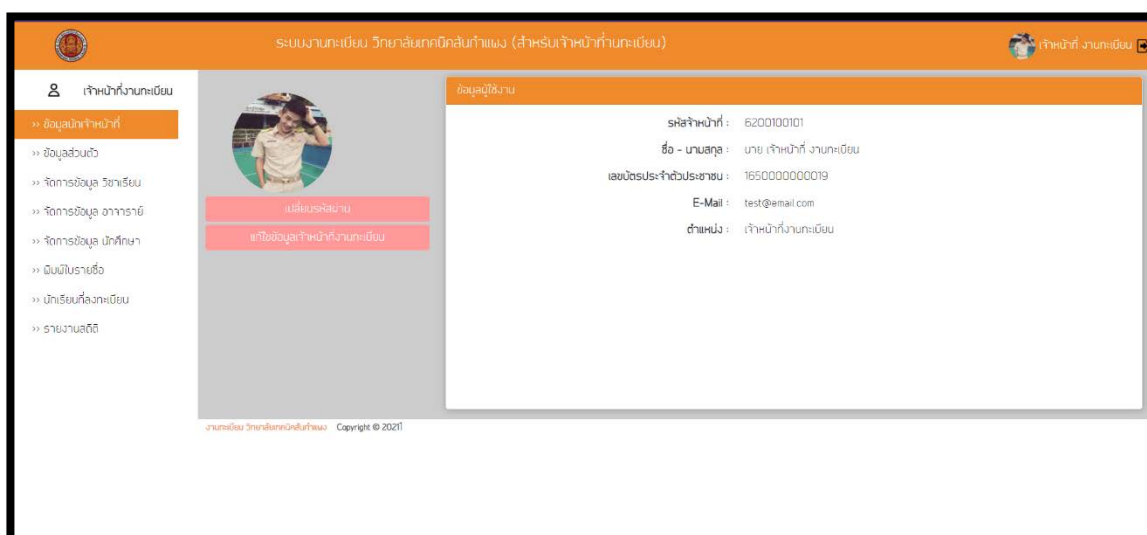 ระบบงานทะเบียน วิทยาลัยเทคนิคสันกำแพง (สำหรับเจ้าหน้าที่านทะเบียน)
เจ้าหน้าที่ งานทะเบียน
เจ้าหน้าที่งานทะเบียน
>> ข้อมูลนักเจ้าหน้าที่
>> ข้อมูลส่วนตัว
>> จัดการข้อมูล วิชาเรียน
>> จัดการข้อมูล อาจาราย์
>> จัดการข้อมูล นักศึกษา
>> พิมพ์ใบรายชื่อ
>> นักเรียนที่ลงทะเบียน
>> รายงานสถิติ
เปลี่ยนรหัสผ่าน
แก้ไขข้อมูลเจ้าหน้าที่งานทะเบียน
ข้อมูลผู้ใช้งาน
รหัสจ้าหน้าที่ : 6200100101
ชื่อ - นามสกุล : นาย เจ้าหน้าที่ งานทะเบียน
เลขบัตรประจำตัวประชาชน : 1650000000019
E-Mail : test@email.com
ตำแหน่ง : เจ้าหน้าที่งานทะเบียน
งานทะเบียน วิทยาลัยเทคนิคสันกำแพง Copyright © 2021ใ